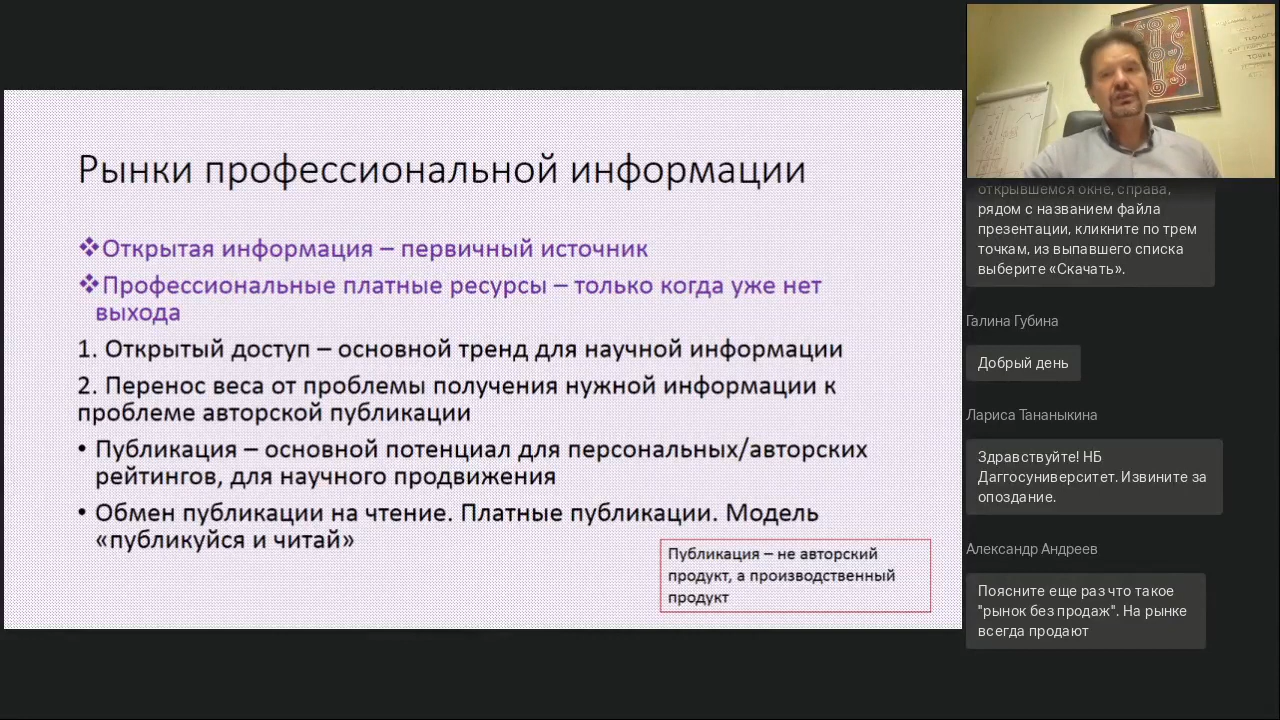 Рынки профессиональной информации
❖Открытая информация – первичный источник
❖Профессиональные платные ресурсы – только когда уже нет
выхода
1. Открытый доступ – основной тренд для научной информации
2. Перенос веса от проблемы получения нужной информации к
проблеме авторской публикации
• Публикация – основной потенциал для персональных/авторских
рейтингов, для научного продвижения
• Обмен публикации на чтение. Платные публикации. Модель
«публикуйся и читай»
Публикация – не авторский
продукт, а производственный
продукт
открывшемся окне, справа,
рядом с названием файла
презентации, кликните по трем
точкам, из выпавшего списка
выберите «Скачать».
Галина Губина
Добрый день
Лариса Тананыкина
Здравствуйте! НБ
Даггосуниверситет. Извините за
опоздание.
Александр Андреев
Поясните еще раз что такое
"рынок без продаж". На рынке
всегда продают